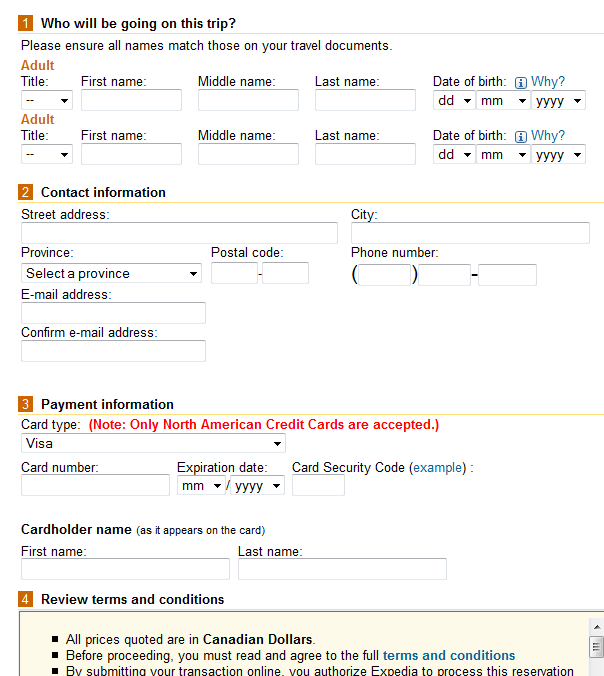 1 Who will be going on this trip?
Please ensure all names match those on your travel documents.
Adult
Title: First name: Middle name: Last name: Date of birth: i Why?
-- dd mm yyyy
Adult
Title: First name: Middle name: Last name: Date of birth: i Why?
-- dd mm yyyy
2 Contact information
Street address: City:
Province: Postal code: Phone number:
Select a province - ( ) -
E-mail address:
Confirm e-mail address:
3 Payment information
Card type: (Note: Only North American Credit Cards are accepted.)
Visa
Card number: Expiration date: Card Security Code (example) :
mm / yyyy
Cardholder name (as it appears on the card)
First name: Last name:
4 Review terms and conditions
■ All prices quoted are in Canadian Dollars.
■ Before proceeding, you must read and agree to the full terms and conditions
■ By submitting your transaction online, you authorize Expedia to process this reservation